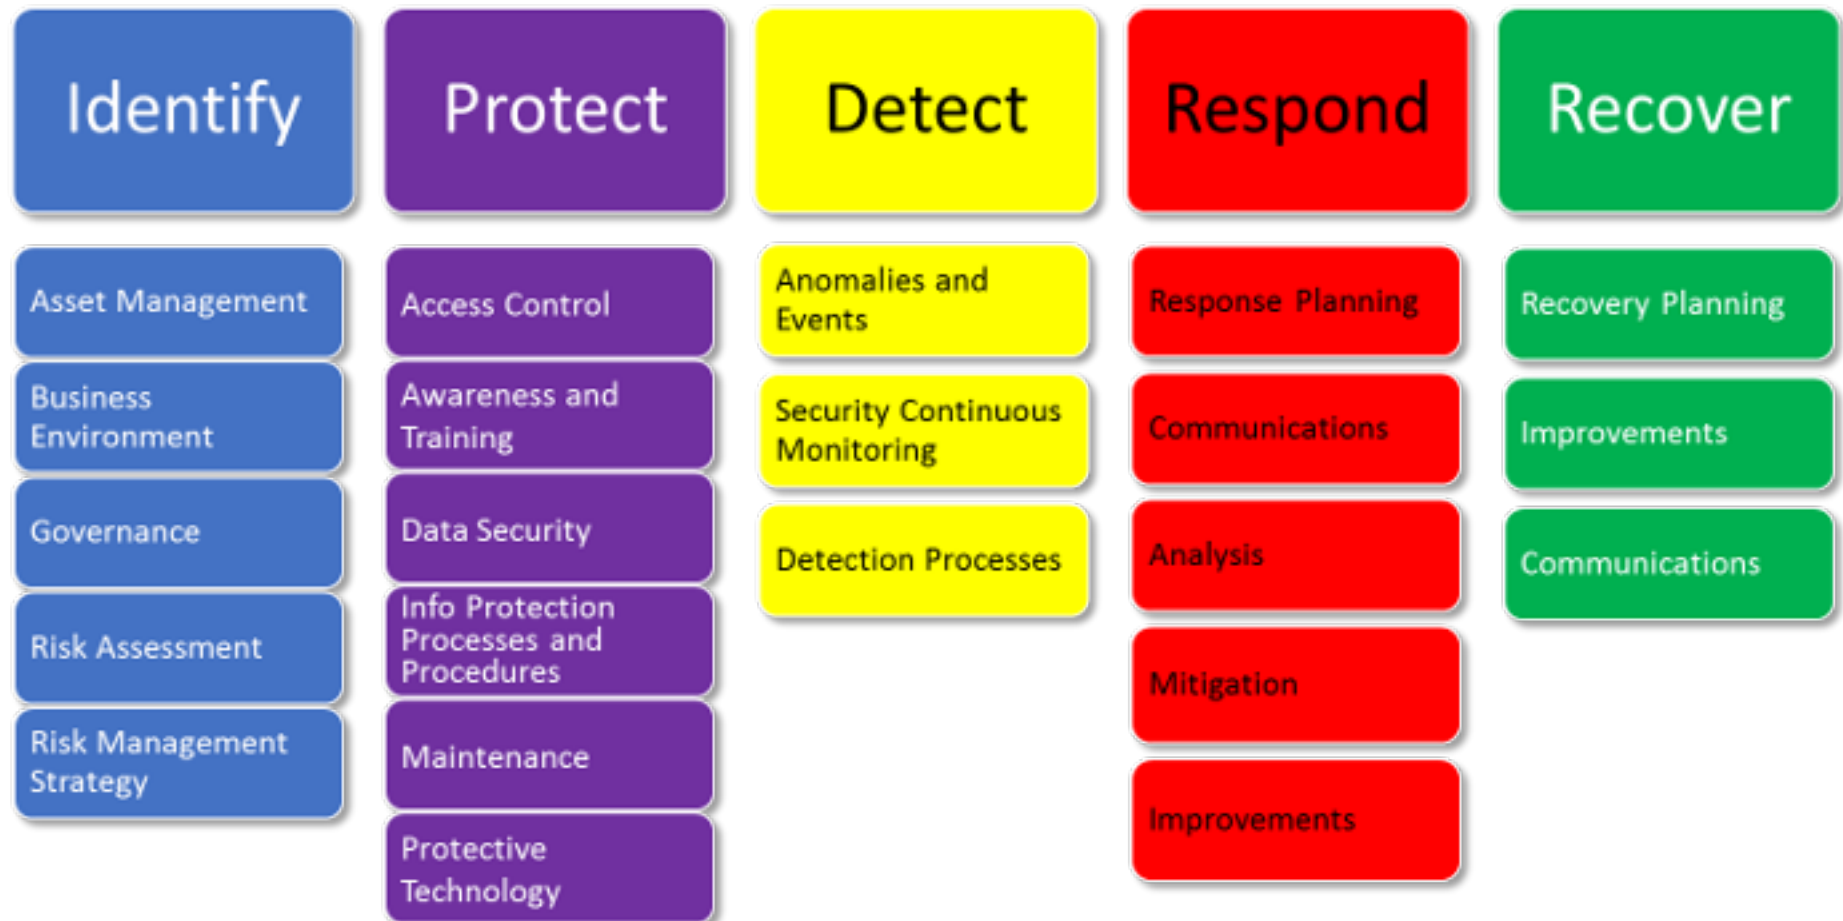 Identify
Protect
Detect
Respond
Recover
Asset Management
Business
Environment
Governance
Risk Assessment
Risk Management
Strategy
Access Control
Awareness and
Training
Data Security
Info Protection
Processes and
Procedures
Maintenance
Protective
Technology
Anomalies and
Events
Security Continuous
Monitoring
Detection Processes
Response Planning
Communications
Analysis
Mitigation
Improvements
Recovery Planning
Improvements
Communications